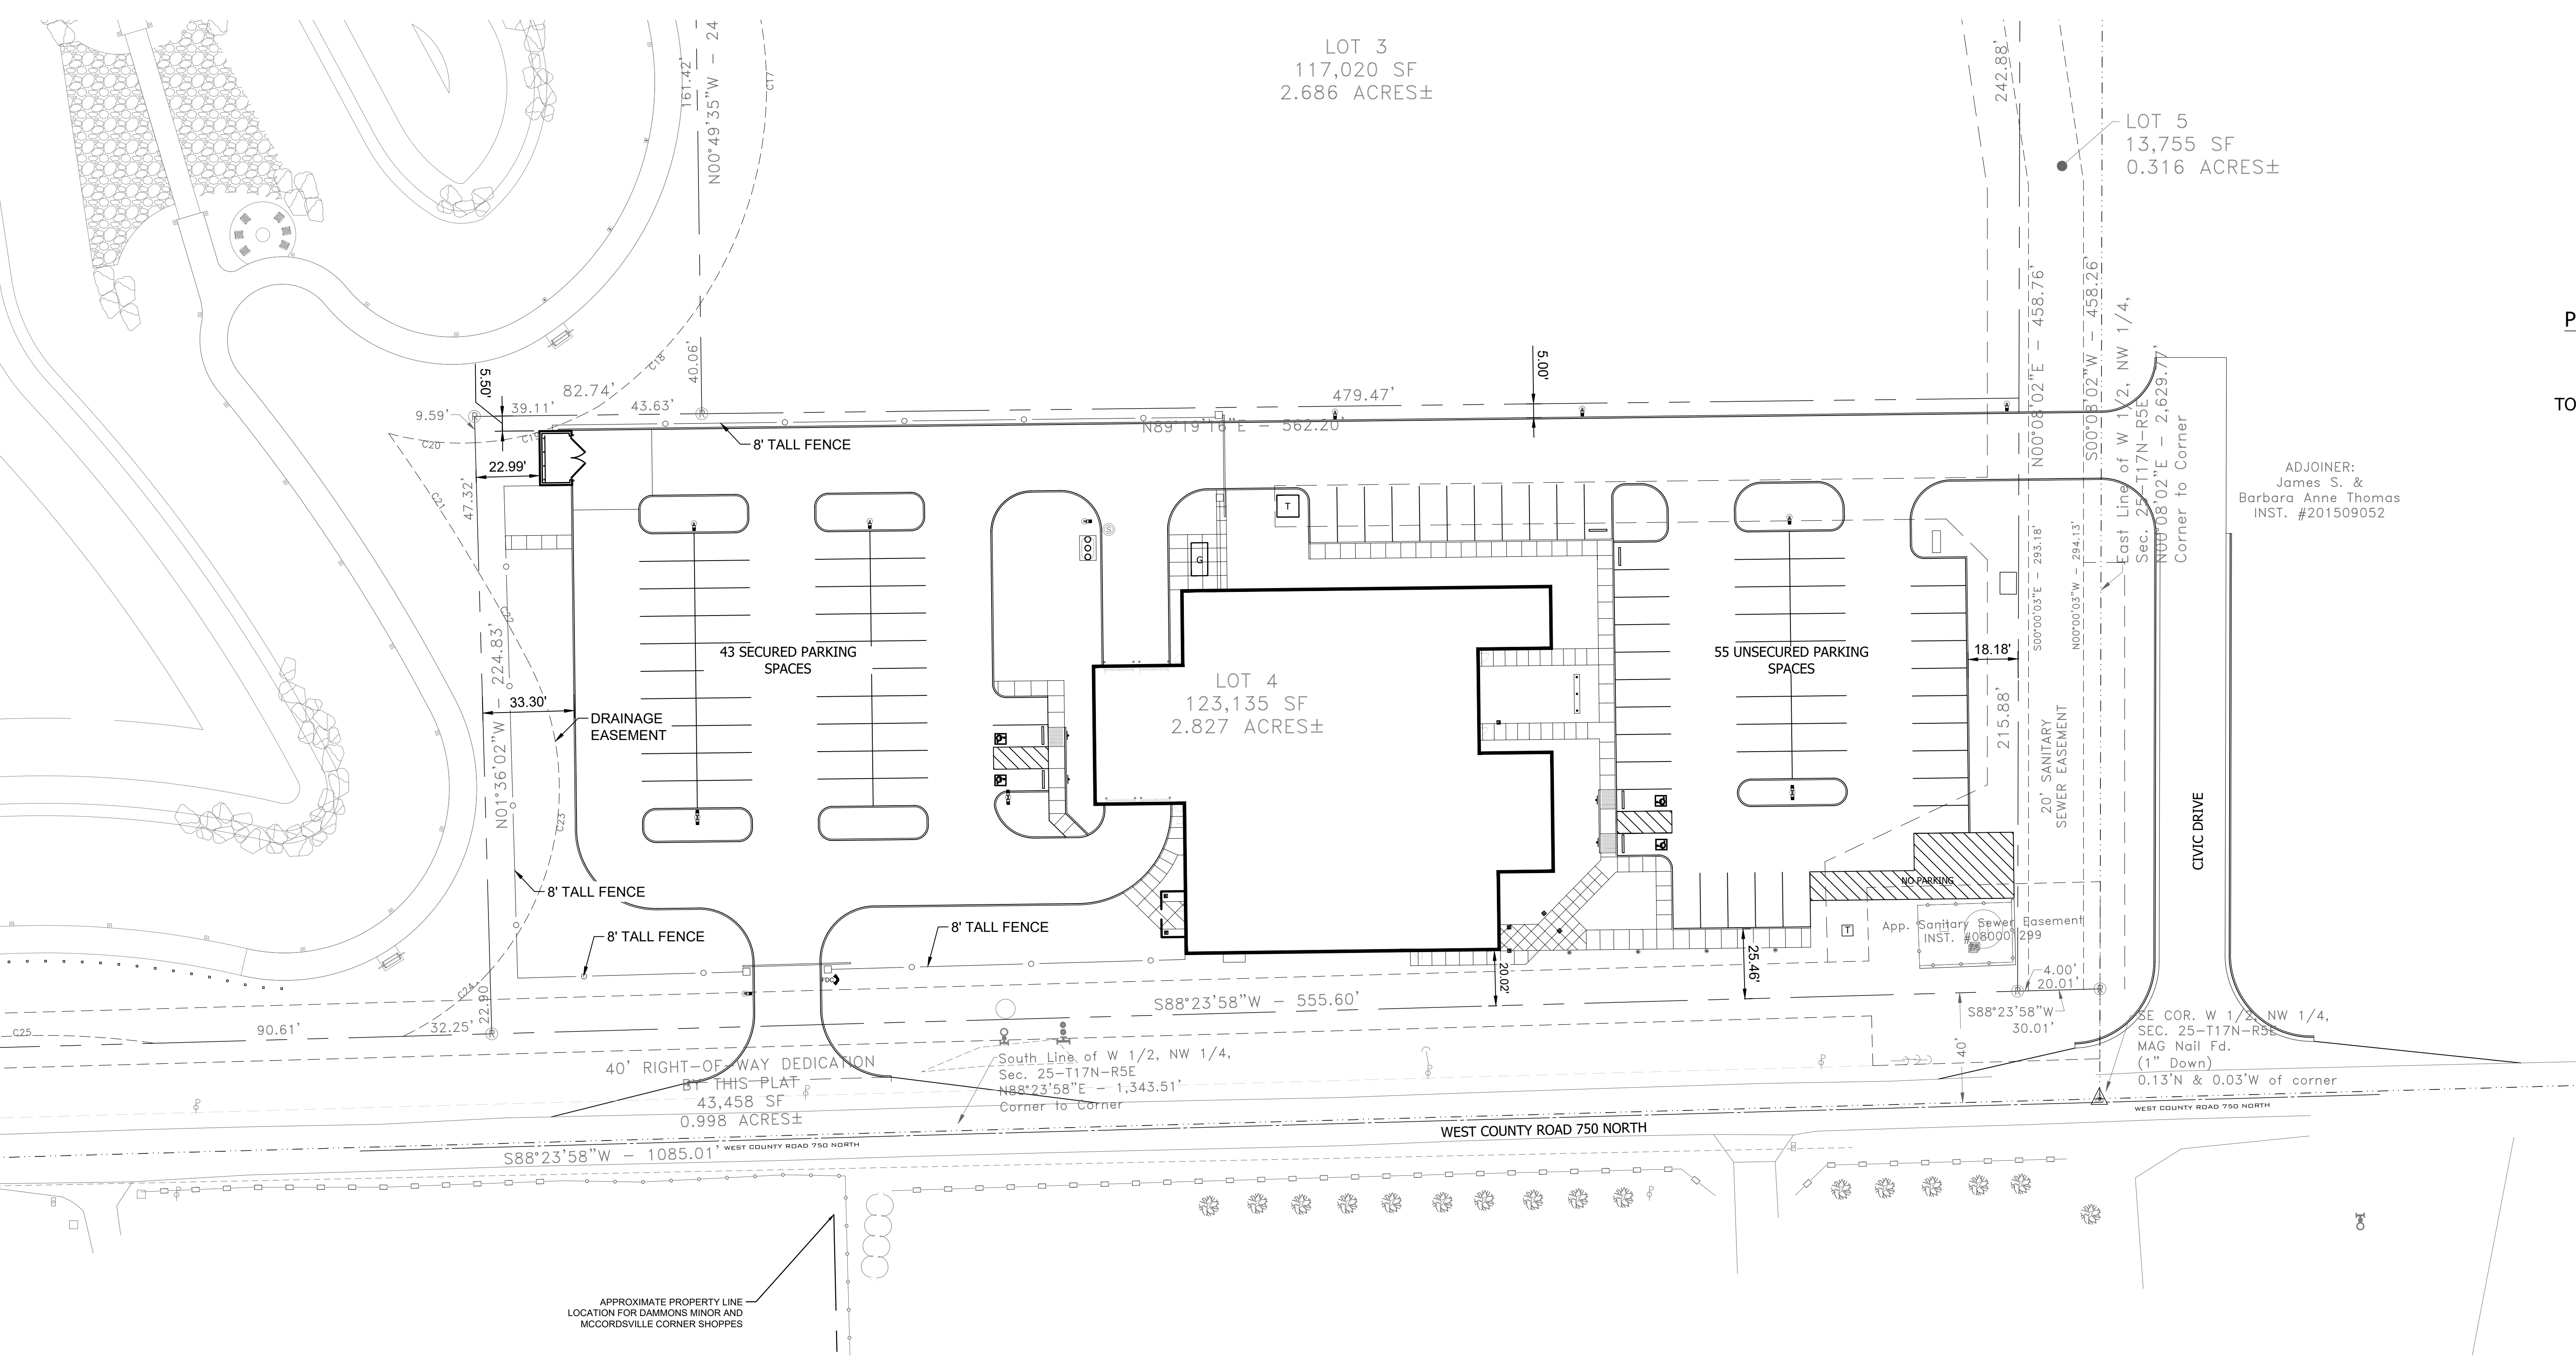 LOT 3
117,020 SF
2.686 ACRES±
161.42'
N00°49'35"W - 24
C17
242.88'
LOT 5
13,755 SF
0.316 ACRES±
N00°08'02"E - 458.76'
S00°08'02"W - 458.26'
East Line of W 1/2, NW 1/4,
Sec. 25-T17N-R5E
N00°08'02"E - 2,629.77'
Corner to Corner
P
TO
ADJOINER:
James S. &
Barbara Anne Thomas
INST. #201509052
C18
40.06'
5.50'
82.74'
9.59'
39.11'
43.63'
479.47'
5.00'
N89°19'16"E - 562.20'
8' TALL FENCE
C20
C19
22.99'
47.32'
C21
T
S
G
S00°00'03"E - 293.18'
N00°00'03"W - 294.13'
43 SECURED PARKING
SPACES
55 UNSECURED PARKING
SPACES
18.18'
LOT 4
123,135 SF
2.827 ACRES±
N01°36'02"W - 224.83'
33.30'
DRAINAGE
EASEMENT
215.88'
20' SANITARY
SEWER EASEMENT
CIVIC DRIVE
C23
8' TALL FENCE
NO PARKING
8' TALL FENCE
8' TALL FENCE
T
App. Sanitary Sewer Easement
INST. #080001299
25.46'
20.02'
FDC
C24
22.90'
4.00'
20.01'
S88°23'58"W - 555.60'
S88°23'58"W
30.01'
C25
90.61'
32.25'
40'
SE COR. W 1/2, NW 1/4,
SEC. 25-T17N-R5E
MAG Nail Fd.
(1" Down)
0.13'N & 0.03'W of corner
40' RIGHT-OF-WAY DEDICATION
BY THIS PLAT
43,458 SF
0.998 ACRES±
South Line of W 1/2, NW 1/4,
Sec. 25-T17N-R5E
N88°23'58"E - 1,343.51'
Corner to Corner
WEST COUNTY ROAD 750 NORTH
WEST COUNTY ROAD 750 NORTH
WEST COUNTY ROAD 750 NORTH
S88°23'58"W - 1085.01'
APPROXIMATE PROPERTY LINE
LOCATION FOR DAMMONS MINOR AND
MCCORDSVILLE CORNER SHOPPES